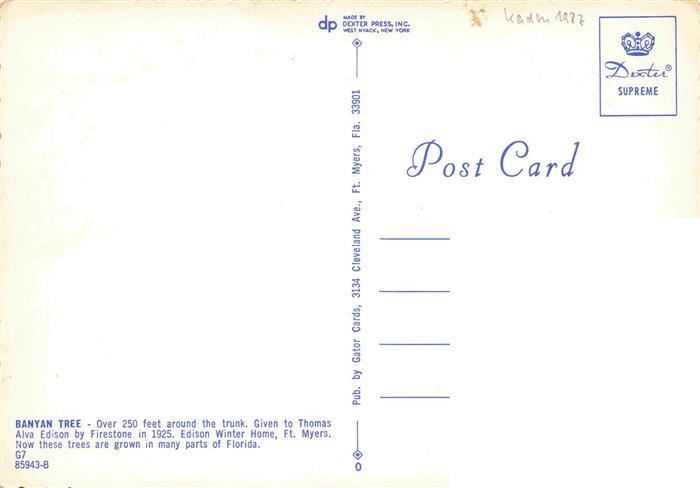 dp
MADE BY
DEXTER PRESS, INC.
WEST NYACK, NEW YORK
1987
Dexter®
SUPREME
Post Card
Pub. by Gator Cards, 3134 Cleveland Ave., Ft. Myers, Fla. 33901
BANYAN TREE - Over 250 feet around the trunk. Given to Thomas
Alva Edison by Firestone in 1925. Edison Winter Home, Ft. Myers.
Now these trees are grown in many parts of Florida.
G7
85943-B
0